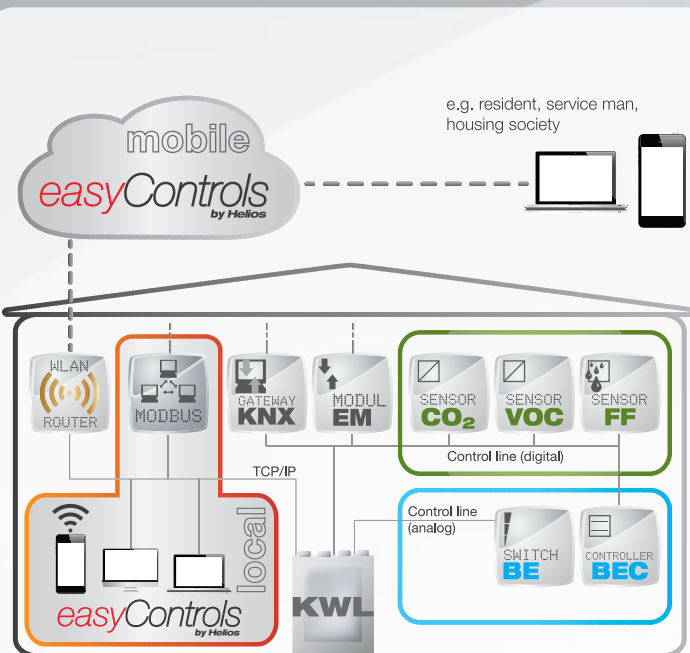 e.g. resident, service man,
housing society
mobile
easyControls
by Helios
WLAN
ROUTER
MODBUS
GATEWAY
KNX
MODUL
EM
SENSOR
CO₂
SENSOR
VOC
SENSOR
FF
Control line (digital)
TCP/IP
Control line
(analog)
SWITCH
BE
CONTROLLER
BEC
local
easyControls
by Helios
KWL